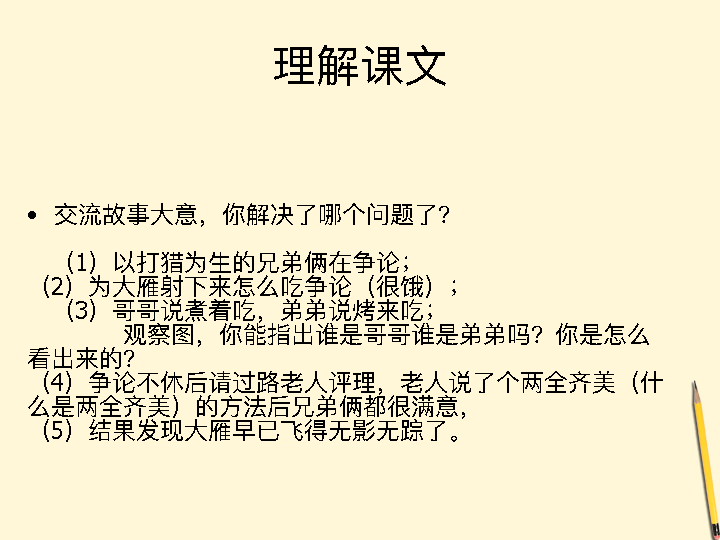 理解课文
• 交流故事大意，你解决了哪个问题了？
（1）以打猎为生的兄弟俩在争论；
（2）为大雁射下来怎么吃争论（很饿）；
（3）哥哥说煮着吃，弟弟说烤来吃；
观察图，你能指出谁是哥哥谁是弟弟吗？你是怎么
看出来的？
（4）争论不休后请过路老人评理，老人说了个两全齐美（什
么是两全齐美）的方法后兄弟俩都很满意，
（5）结果发现大雁早已飞得无影无踪了。